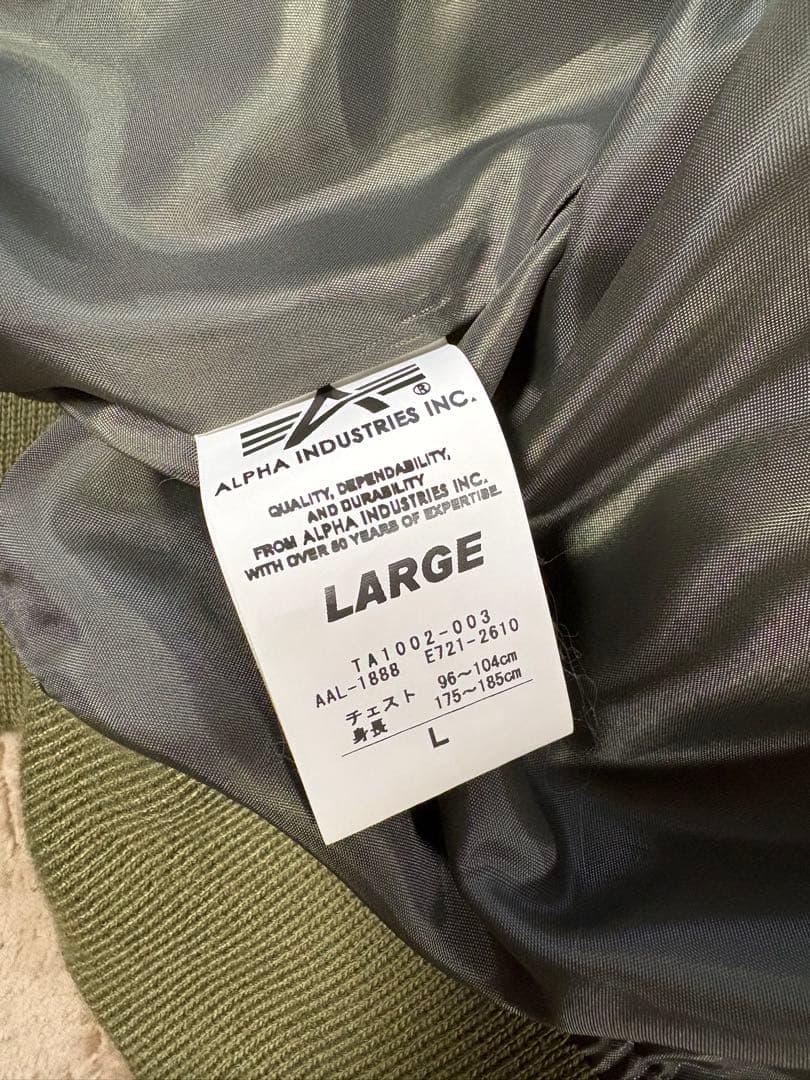 ®
ALPHA INDUSTRIES INC.
QUALITY, DEPENDABILITY,
AND DURABILITY
FROM ALPHA INDUSTRIES INC.
WITH OVER 50 YEARS OF EXPERTISE.
LARGE
TA1002-003
AAL-1888 E721-2610
チェスト 96～104cm
身長 175～185cm
L